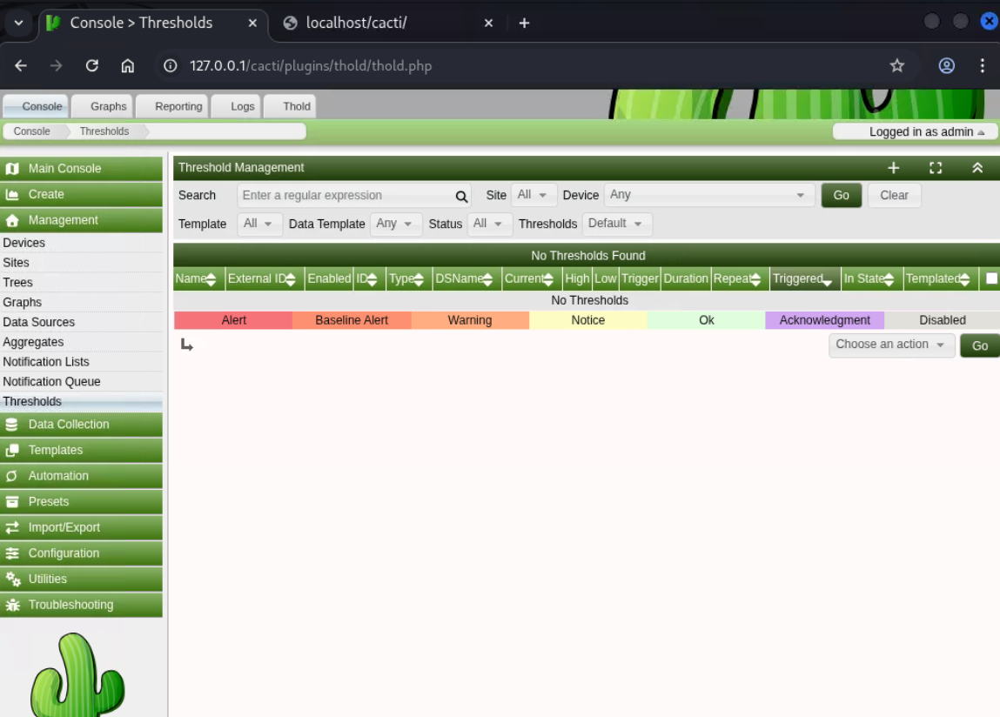 Console > Thresholds
localhost/cacti/
127.0.0.1/cacti/plugins/thold/thold.php
Console Graphs Reporting Logs Thold
Console Thresholds Logged in as admin
Main Console
Create
Management
Devices
Sites
Trees
Graphs
Data Sources
Aggregates
Notification Lists
Notification Queue
Thresholds
Data Collection
Templates
Automation
Presets
Import/Export
Configuration
Utilities
Troubleshooting
Threshold Management
Search Enter a regular expression Site All Device Any Go Clear
Template All Data Template Any Status All Thresholds Default
No Thresholds Found
Name External ID Enabled ID Type DSName Current High Low Trigger Duration Repeat Triggered In State Templated
No Thresholds
Alert Baseline Alert Warning Notice Ok Acknowledgment Disabled
Choose an action Go